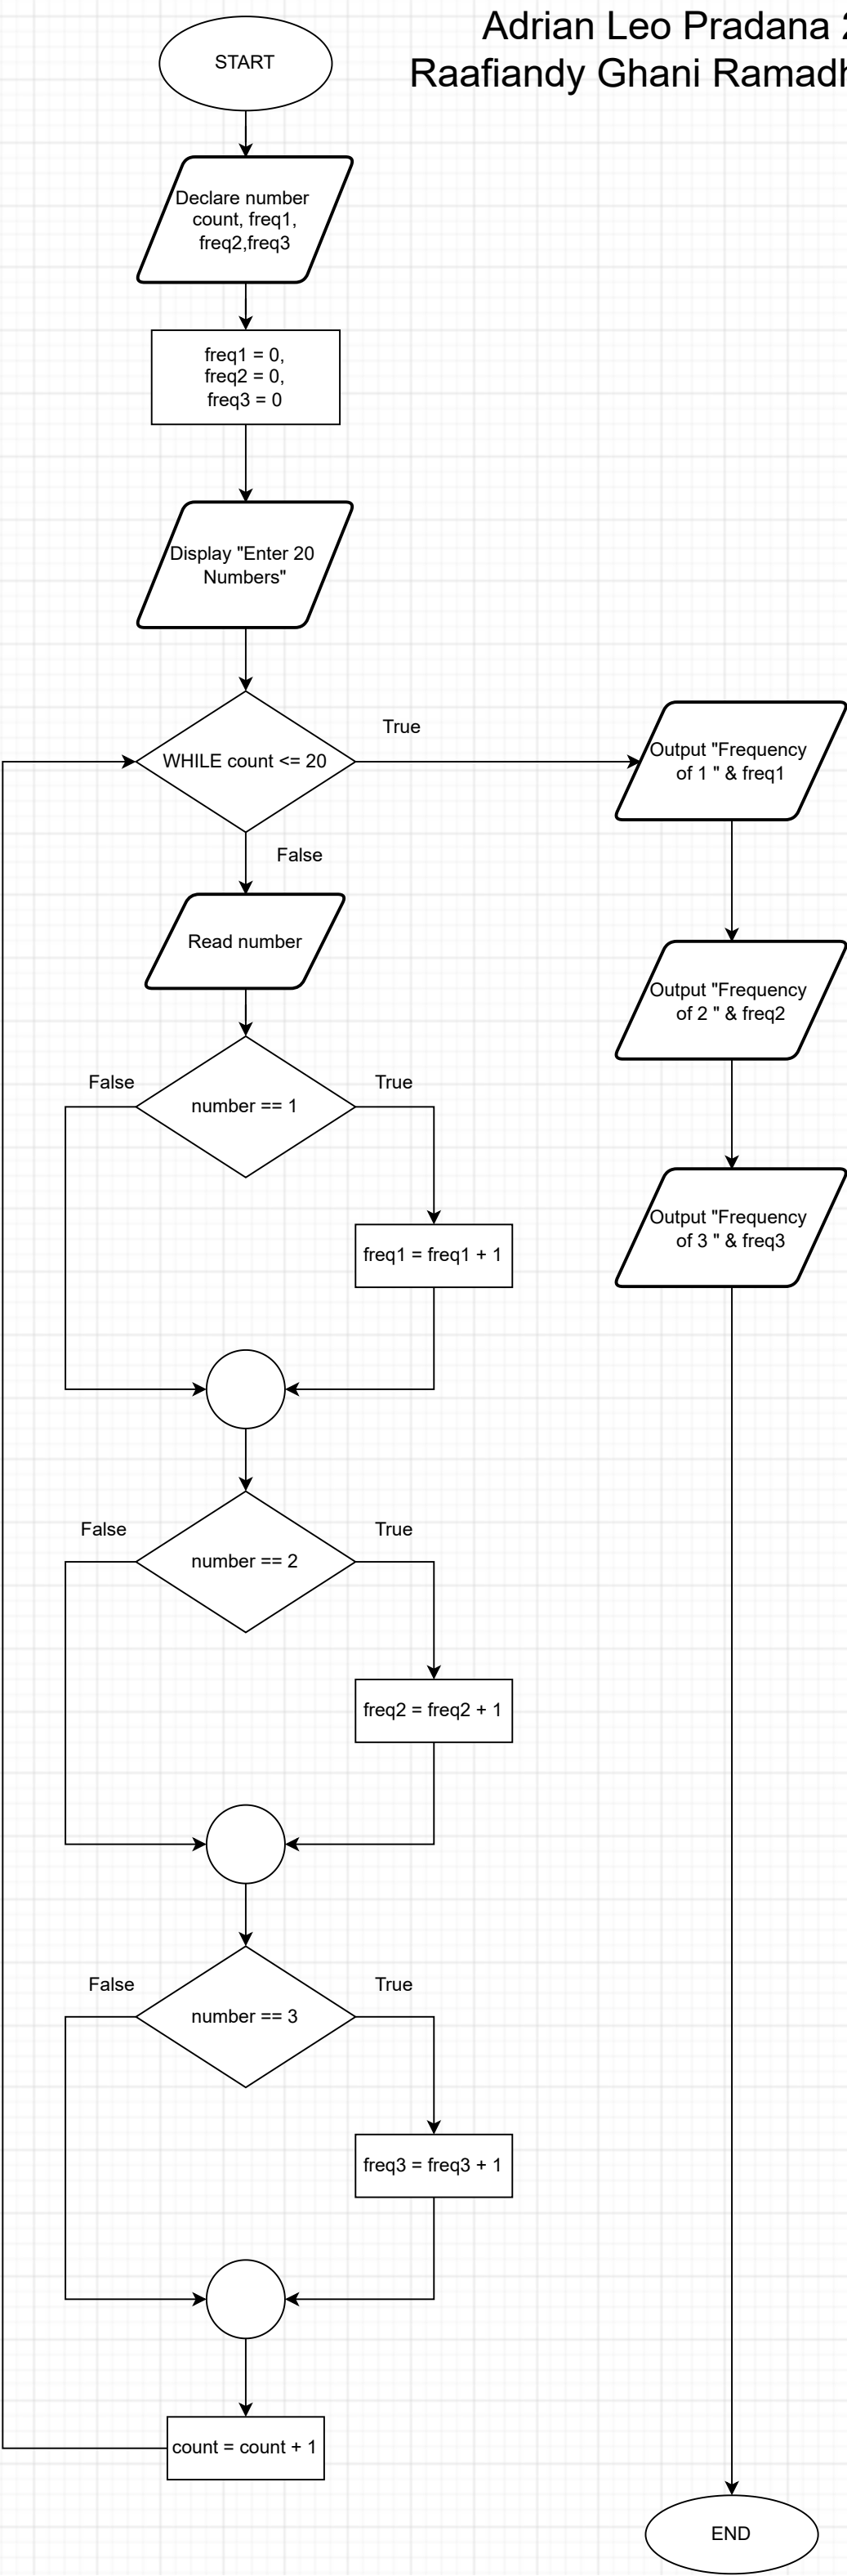 Adrian Leo Pradana
Raafiandy Ghani
START
Declare number
count, freq1,
freq2,freq3
freq1 = 0,
freq2 = 0,
freq3 = 0
Display "Enter 20
Numbers"
WHILE count <= 20
True
False
Output "Frequency
of 1 " & freq1
Read number
Output "Frequency
of 2 " & freq2
number == 1
False
True
freq1 = freq1 + 1
Output "Frequency
of 3 " & freq3
number == 2
False
True
freq2 = freq2 + 1
number == 3
False
True
freq3 = freq3 + 1
count = count + 1
END